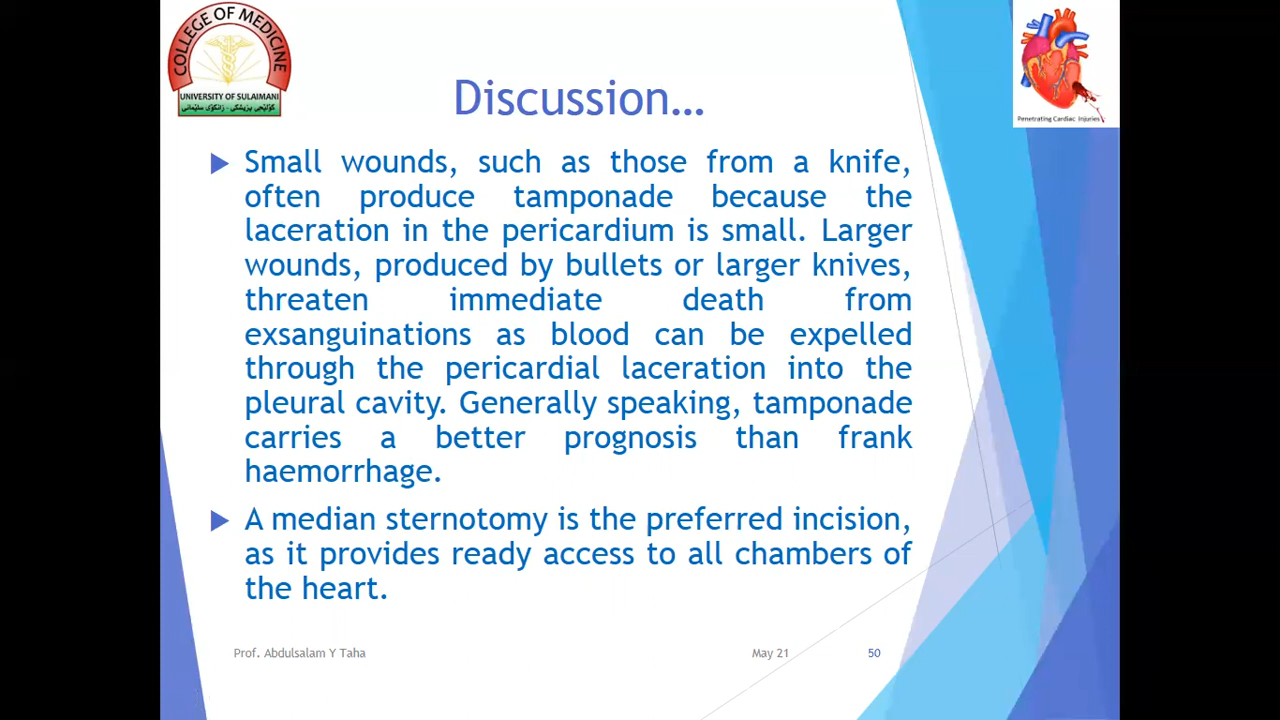 COLLEGE OF MEDICINE
UNIVERSITY OF SULAIMANI
كۆلێجی پزیشكی - زانكۆی سلێمانی
Penetrating Cardiac Injuries
Discussion…
Small wounds, such as those from a knife,
often produce tamponade because the
laceration in the pericardium is small. Larger
wounds, produced by bullets or larger knives,
threaten immediate death from
exsanguinations as blood can be expelled
through the pericardial laceration into the
pleural cavity. Generally speaking, tamponade
carries a better prognosis than frank
haemorrhage.
A median sternotomy is the preferred incision,
as it provides ready access to all chambers of
the heart.
Prof. Abdulsalam Y Taha
May 21
50